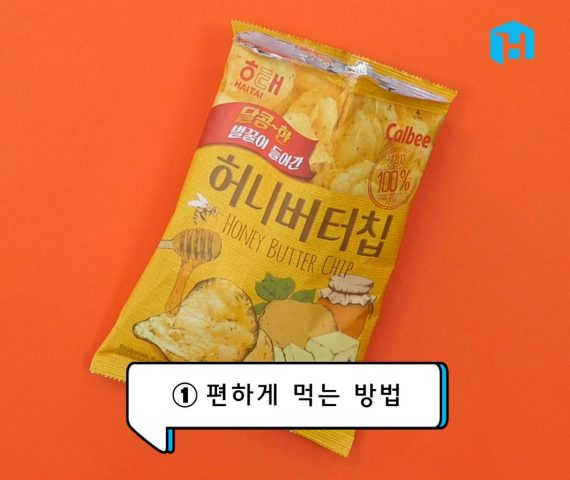 해태
HAITAI
Calbee
달콤~한
벌꿀이 들어간
100%
허니버터칩
HONEY BUTTER CHIP
① 편하게 먹는 방법